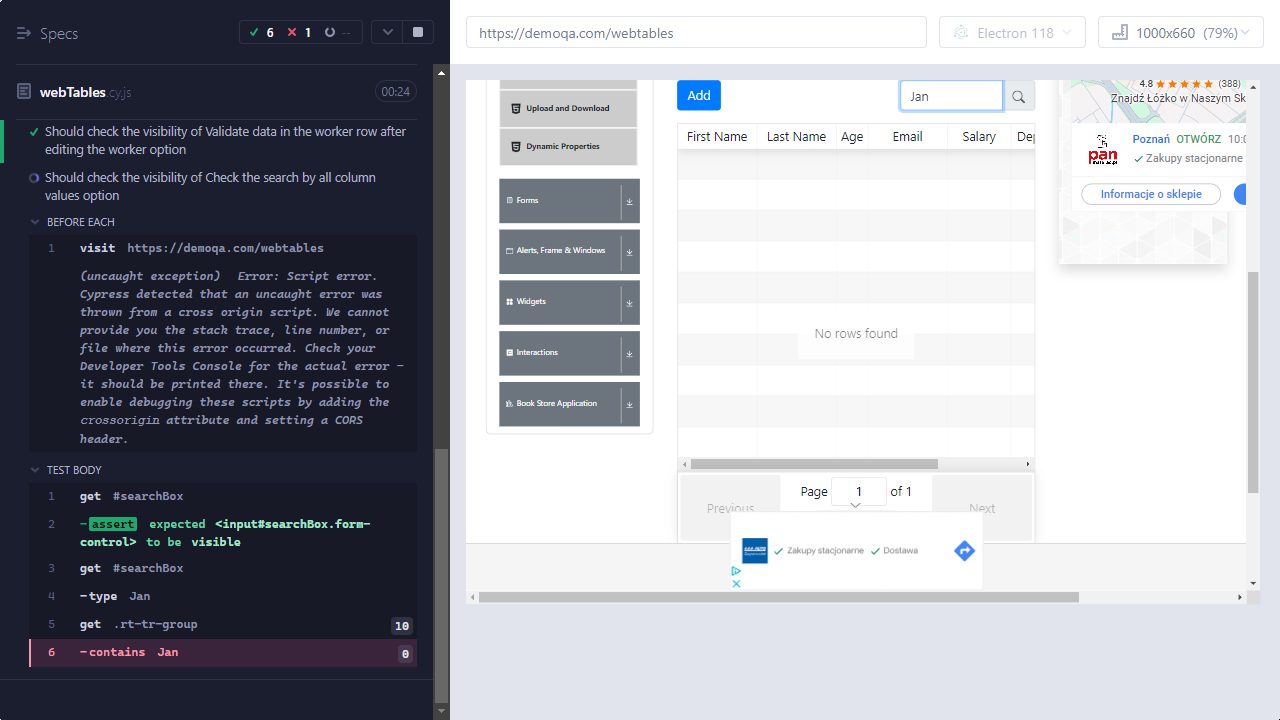 Specs
6
1
--
webTables.cy.js
00:24
Should check the visibility of Validate data in the worker row after
editing the worker option
Should check the visibility of Check the search by all column
values option
BEFORE EACH
1 visit https://demoqa.com/webtables
(uncaught exception) Error: Script error.
Cypress detected that an uncaught error was
thrown from a cross origin script. We cannot
provide you the stack trace, line number, or
file where this error occurred. Check your
Developer Tools Console for the actual error –
it should be printed there. It's possible to
enable debugging these scripts by adding the
crossorigin attribute and setting a CORS
header.
TEST BODY
1 get #searchBox
2 -assert expected <input#searchBox.form-
control> to be visible
3 get #searchBox
4 -type Jan
5 get .rt-tr-group 10
6 -contains Jan 0
https://demoqa.com/webtables
Electron 118
1000x660 (79%)
Upload and Download
Dynamic Properties
Forms
Alerts, Frame & Windows
Widgets
Interactions
Book Store Application
Add
Jan
First Name Last Name Age Email Salary Dep
No rows found
Previous
Page 1 of 1
Next
4.8 (388)
Znajdź Łóżko w Naszym Sk
pan
Poznań OTWÓRZ 10:0
Zakupy stacjonarne
Informacje o sklepie
Zakupy stacjonarne Dostawa